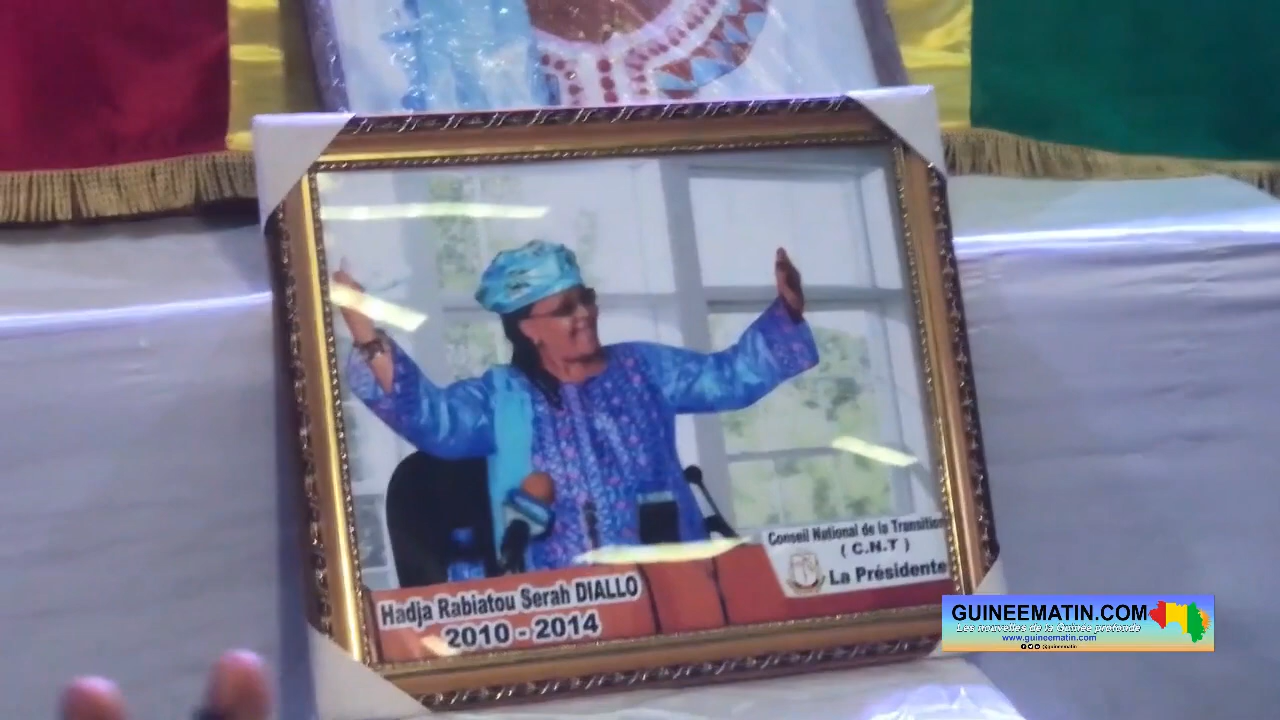 Conseil National de la Transition
( C.N.T )
La Présidente
Hadja Rabiatou Serah DIALLO
2010 - 2014
GUINEEMATIN.COM
Les nouvelles de la Guinée profonde
www.guineematin.com
@guineematin